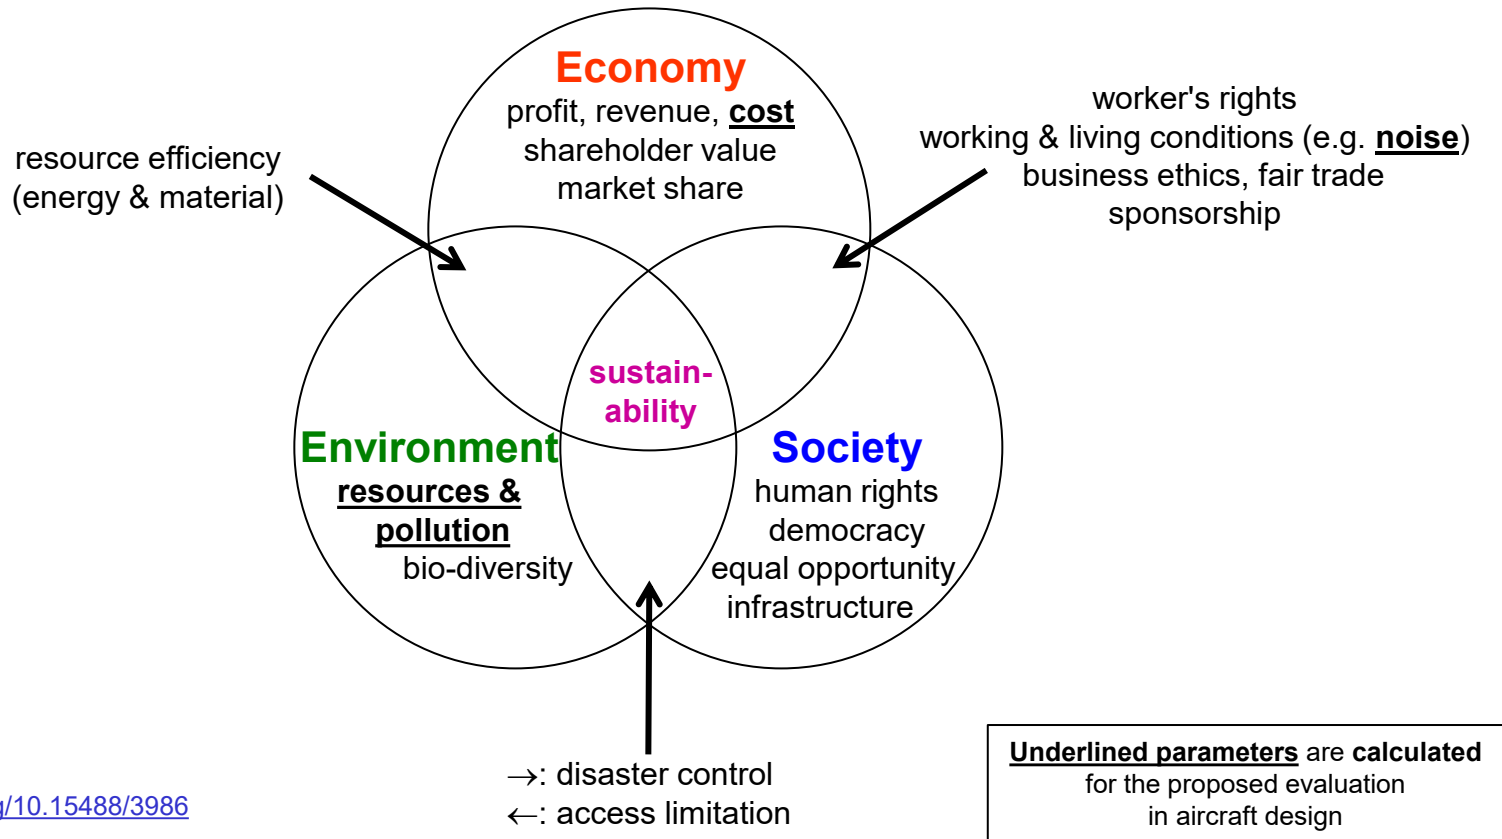 Economy
profit, revenue, cost
shareholder value
market share
resource efficiency
(energy & material)
worker's rights
working & living conditions (e.g. noise)
business ethics, fair trade
sponsorship
sustain-
ability
Environment
resources &
pollution
bio-diversity
Society
human rights
democracy
equal opportunity
infrastructure
→: disaster control
←: access limitation
Underlined parameters are calculated
for the proposed evaluation
in aircraft design
g/10.15488/3986